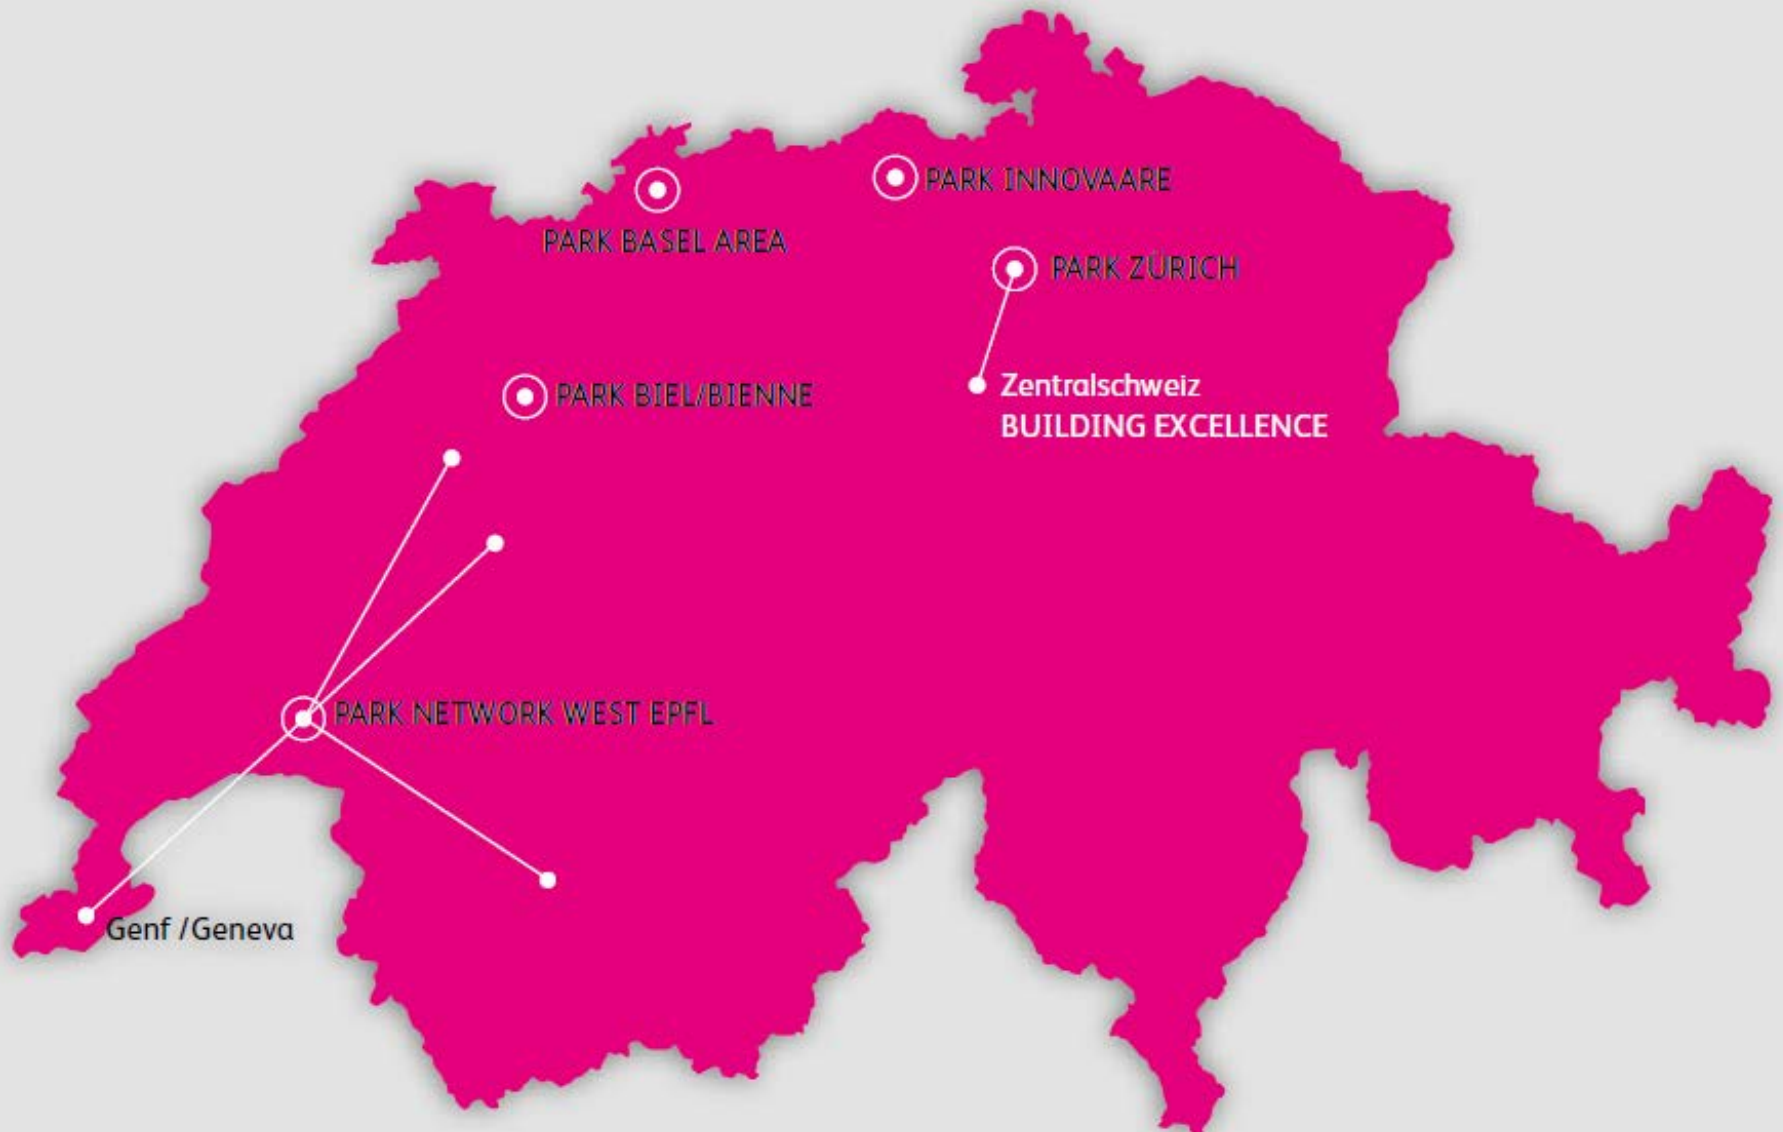 PARK INNOVAARE
PARK BASEL AREA
PARK ZÜRICH
PARK BIEL/BIENNE
Zentralschweiz
BUILDING EXCELLENCE
PARK NETWORK WEST EPFL
Genf /Geneva